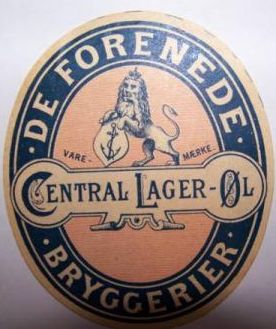 DE FORENEDE
VARE- MÆRKE.
CENTRAL LAGER-ØL
BRYGGERIER